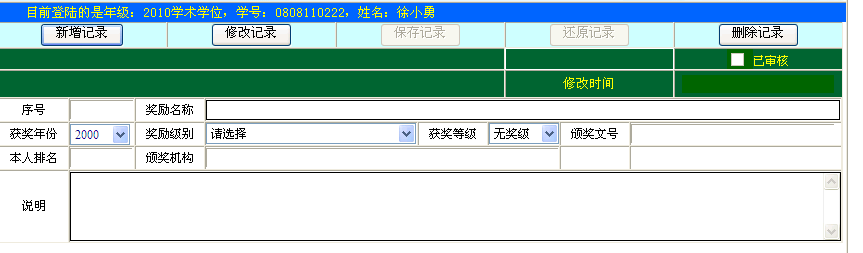 目前登陆的是年级：2010学术学位，学号：0808110222，姓名：徐小勇
新增记录 修改记录 保存记录 还原记录 删除记录
已审核
修改时间
序号 奖励名称
获奖年份 2000 奖励级别 请选择 获奖等级 无奖级 颁奖文号
本人排名 颁奖机构
说明